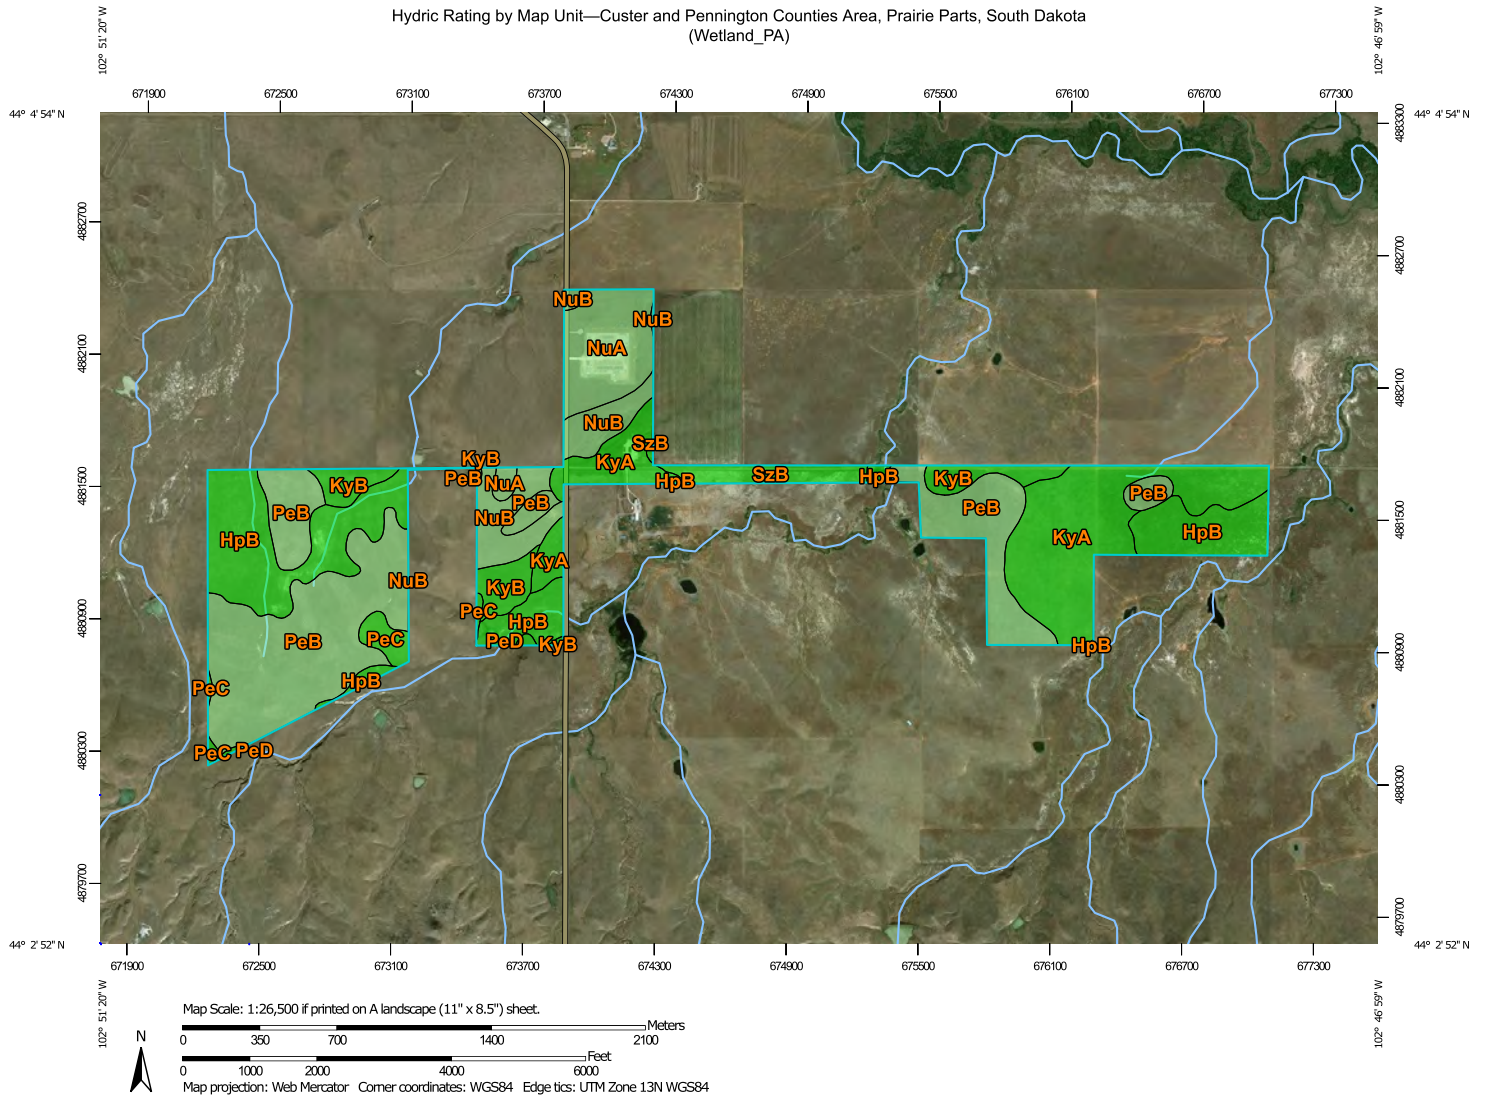 Hydric Rating by Map Unit—Custer and Pennington Counties Area, Prairie Parts, South Dakota
(Wetland_PA)
102° 51' 20" W
102° 46' 59" W
671900 672500 673100 673700 674300 674900 675500 676100 676700 677300
44° 4' 54" N
44° 4' 54" N
4883300
4882700
4882700
NuB
NuB
NuA
4882100
4882100
NuB
SzB
KyB
KyA
PeB
NuA
KyB
HpB
SzB
HpB
KyB
4881500
PeB
PeB
PeB
PeB
NuB
4881500
HpB
KyA
HpB
KyA
NuB
KyB
PeC
4880900
HpB
PeB
PeC
PeD
KyB
HpB
4880900
HpB
PeC
PeC
PeD
4880300
4880300
4879700
4879700
44° 2' 52" N
44° 2' 52" N
671900 672500 673100 673700 674300 674900 675500 676100 676700 677300
102° 51' 20" W
102° 46' 59" W
Map Scale: 1:26,500 if printed on A landscape (11" x 8.5") sheet.
Meters
0 350 700 1400 2100
Feet
0 1000 2000 4000 6000
N
Map projection: Web Mercator Corner coordinates: WGS84 Edge tics: UTM Zone 13N WGS84